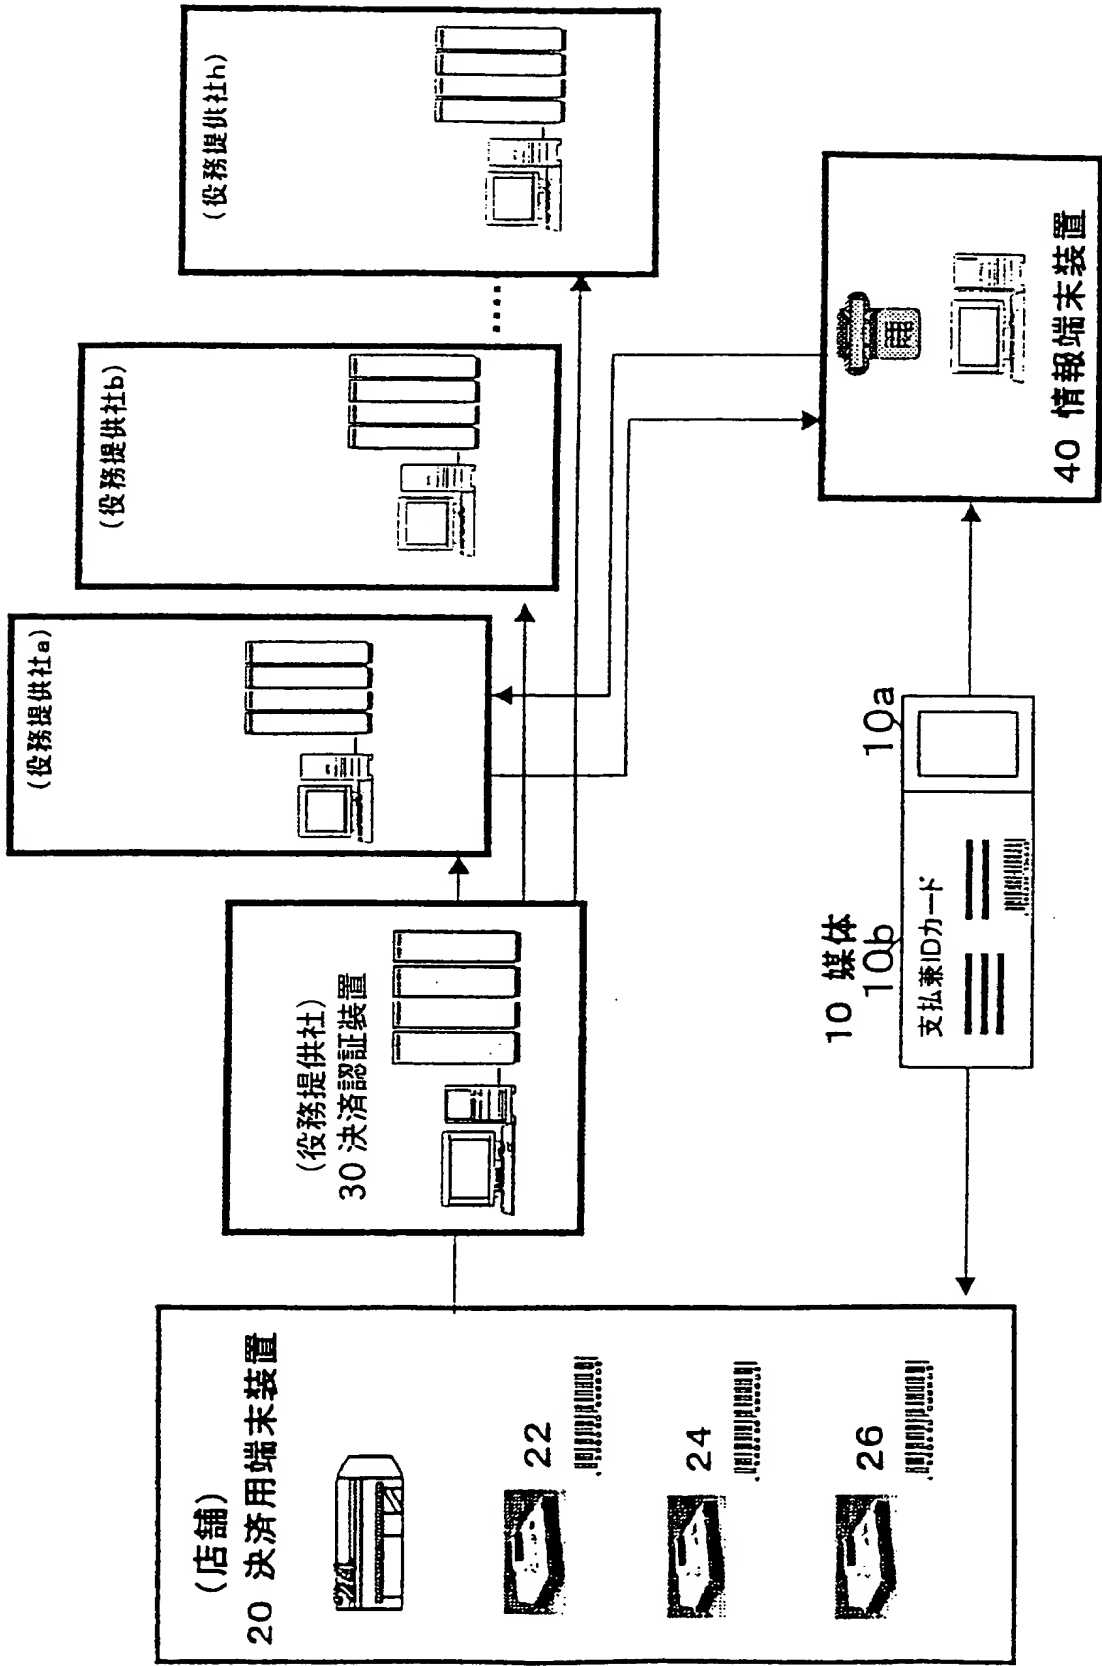 (店舗)
20 決済用端末装置
22
24
26
(役務提供社)
30 決済認証装置
(役務提供社a)
(役務提供社b)
(役務提供社h)
10 媒体
10b
10a
支払兼IDカード
40 情報端末装置